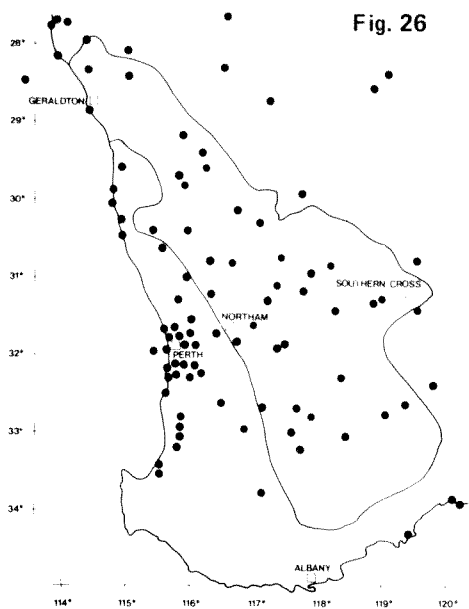 Fig. 26
28°
GERALDTON
29°
30°
31°
SOUTHERN CROSS
NORTHAM
32°
PERTH
33°
34°
ALBANY
114° 115° 116° 117° 118° 119° 120°